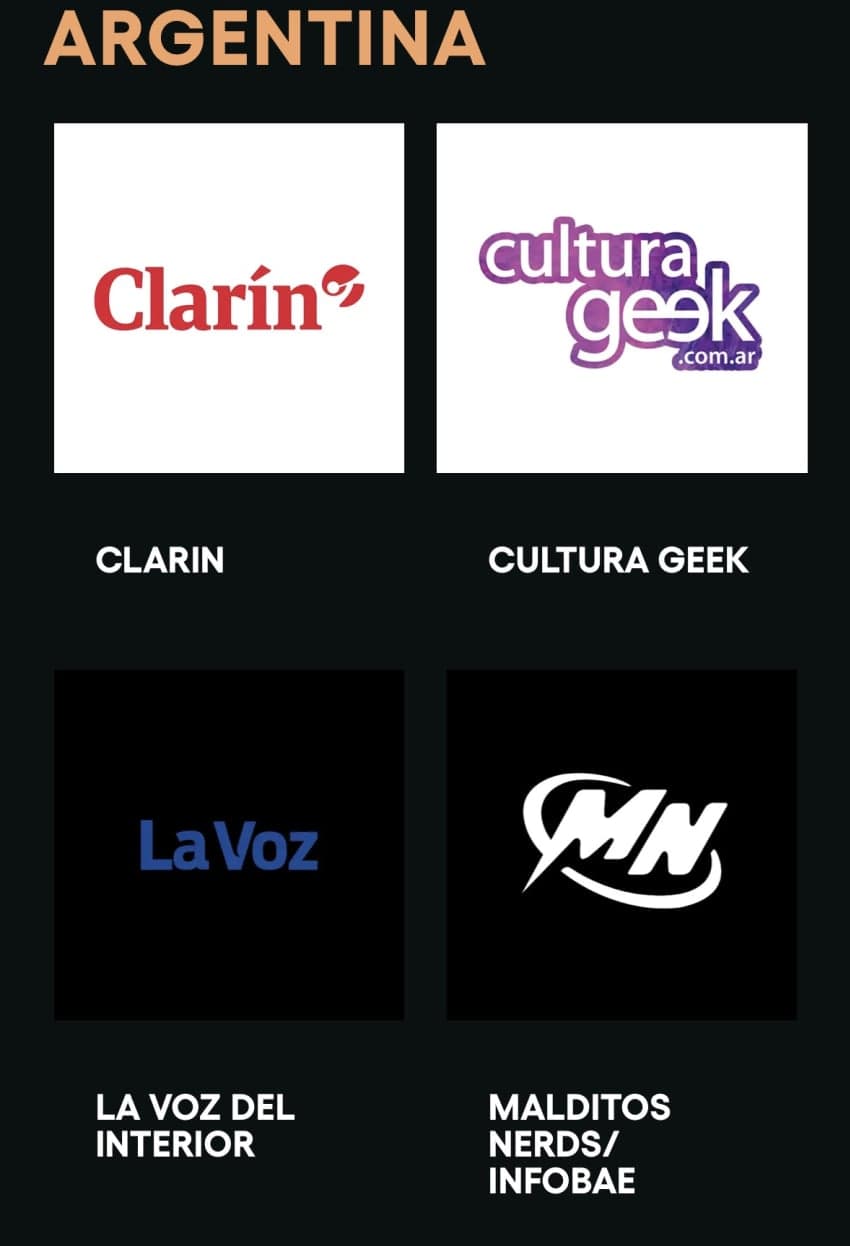 ARGENTINA
Clarín
cultura
geek
.com.ar
CLARIN
CULTURA GEEK
La Voz
MN
LA VOZ DEL
INTERIOR
MALDITOS
NERDS/
INFOBAE